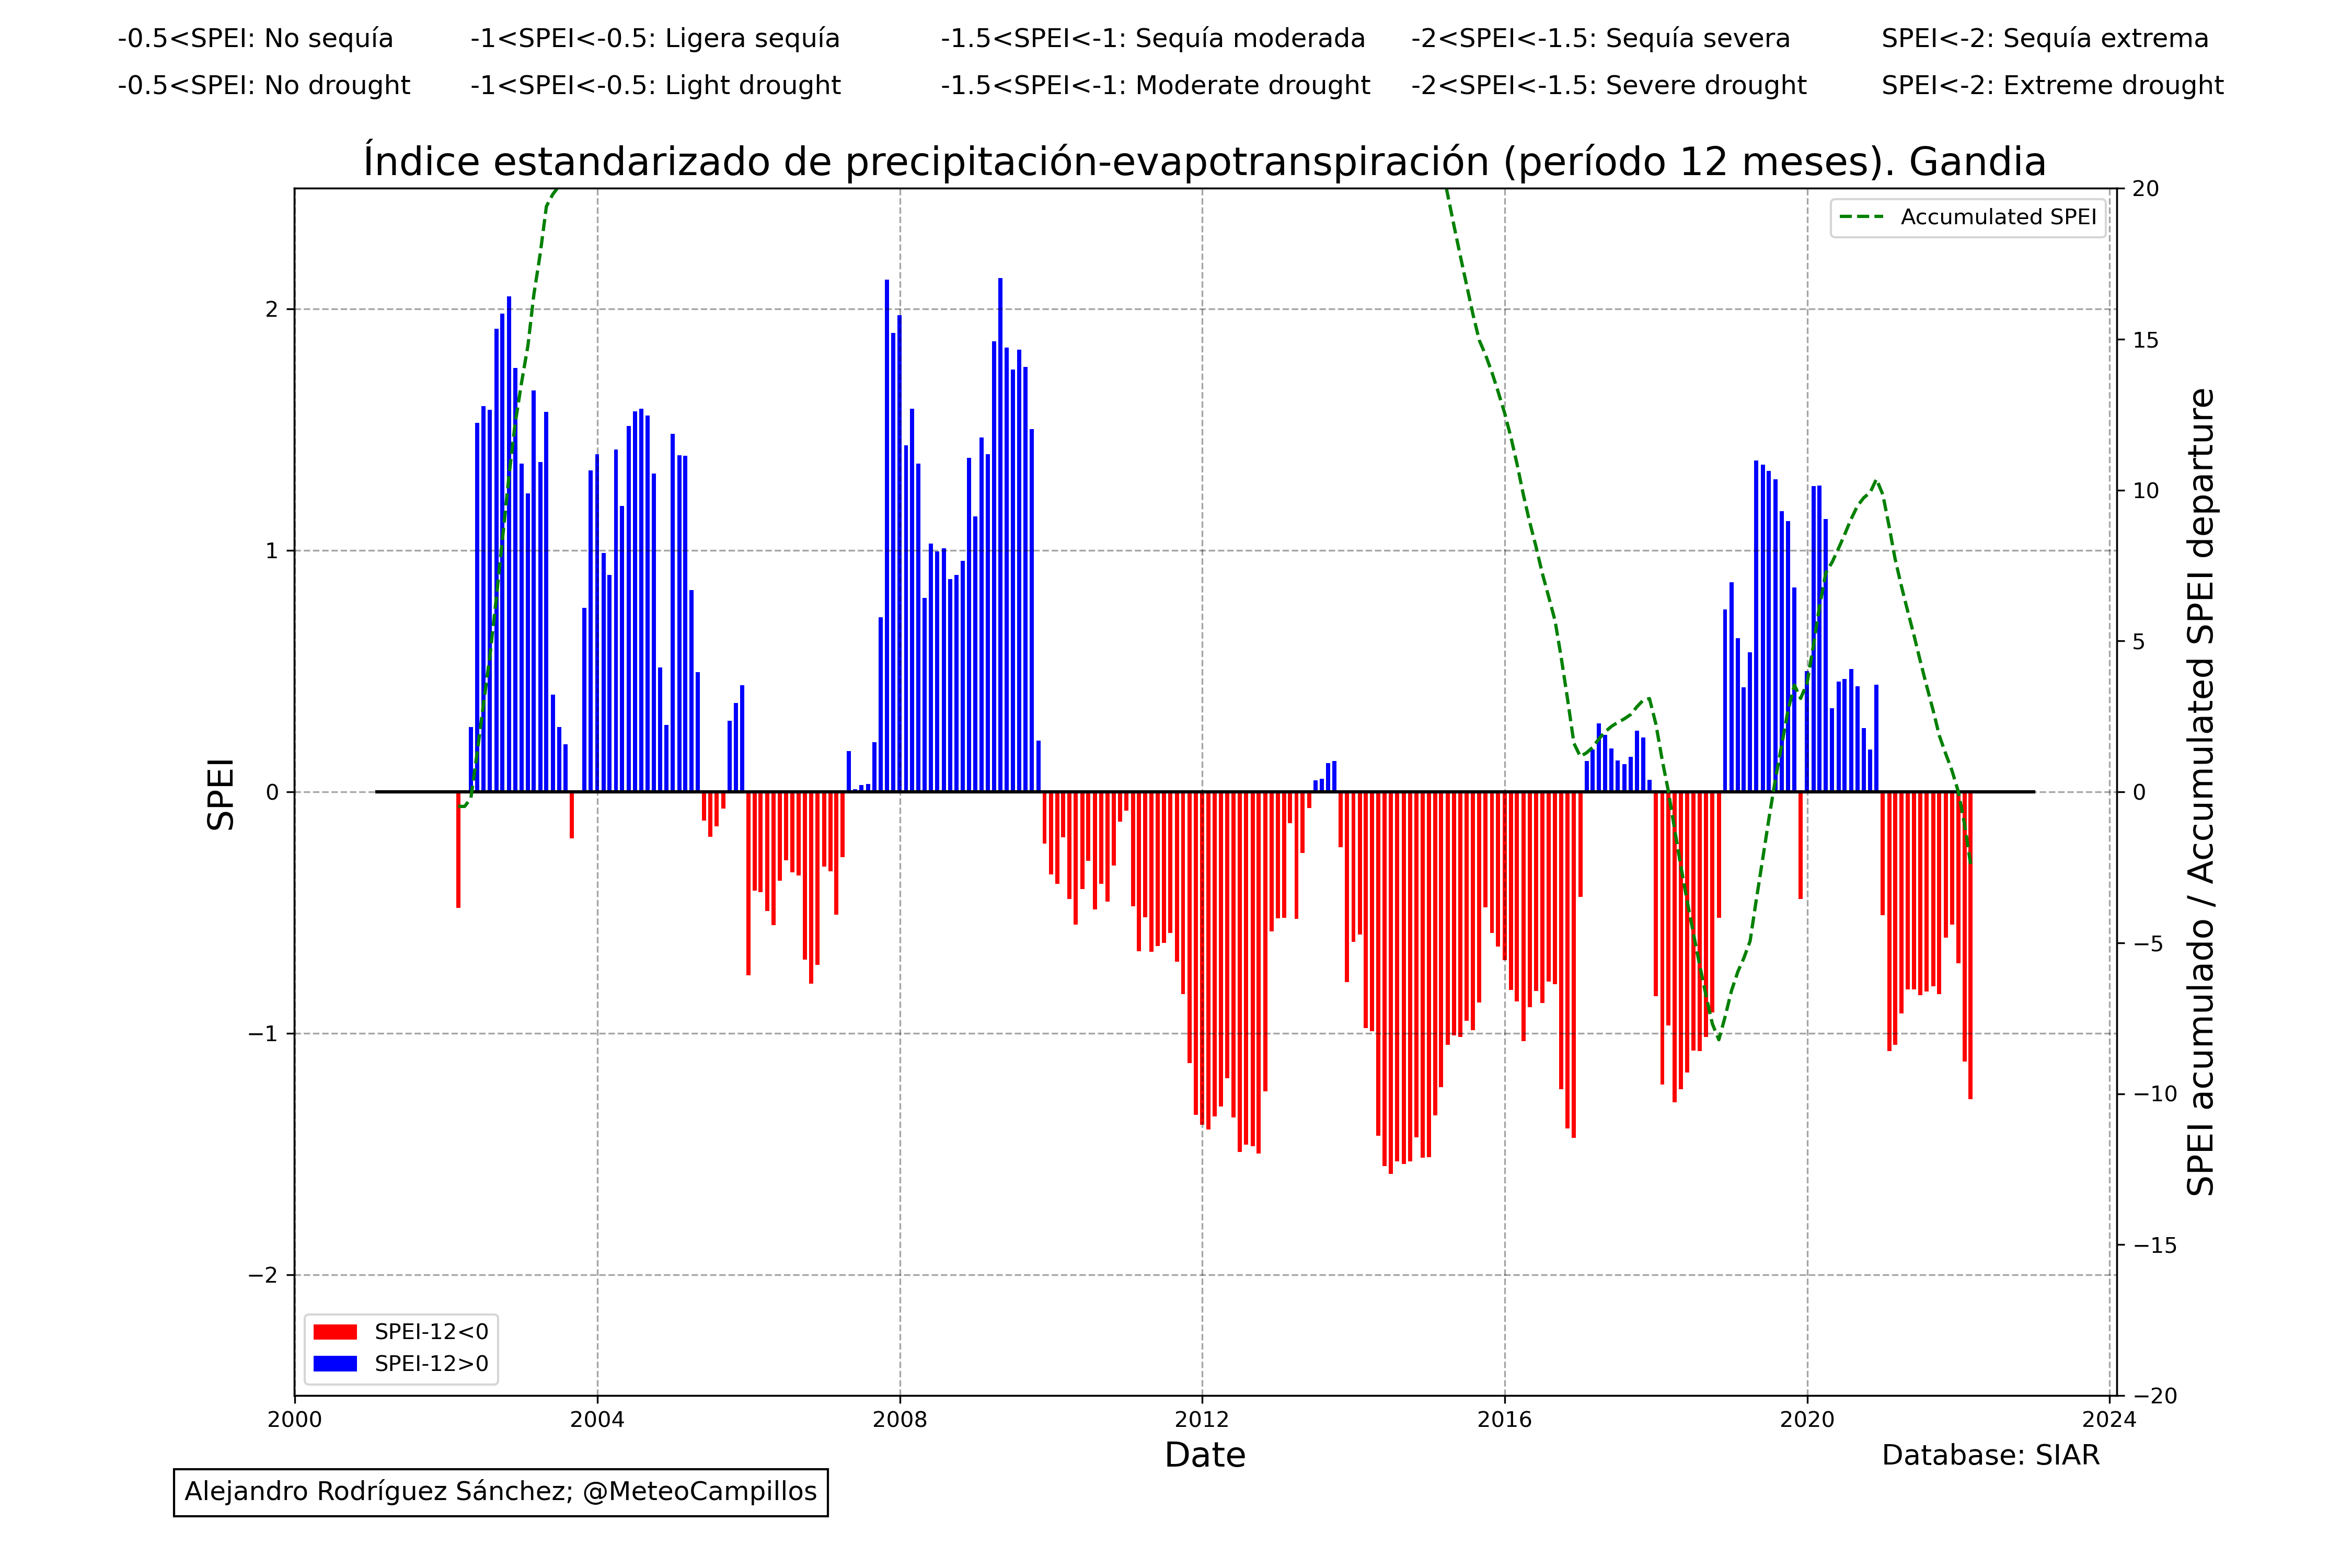 -0.5<SPEI: No sequía -1<SPEI<-0.5: Ligera sequía -1.5<SPEI<-1: Sequía moderada -2<SPEI<-1.5: Sequía severa SPEI<-2: Sequía extrema
-0.5<SPEI: No drought -1<SPEI<-0.5: Light drought -1.5<SPEI<-1: Moderate drought -2<SPEI<-1.5: Severe drought SPEI<-2: Extreme drought
Índice estandarizado de precipitación-evapotranspiración (período 12 meses). Gandia
Accumulated SPEI
SPEI
2
1
0
−1
−2
20
15
10
5
0
−5
−10
−15
−20
SPEI acumulado / Accumulated SPEI departure
SPEI-12<0
SPEI-12>0
2000 2004 2008 2012 2016 2020 2024
Date
Database: SIAR
Alejandro Rodríguez Sánchez; @MeteoCampillos